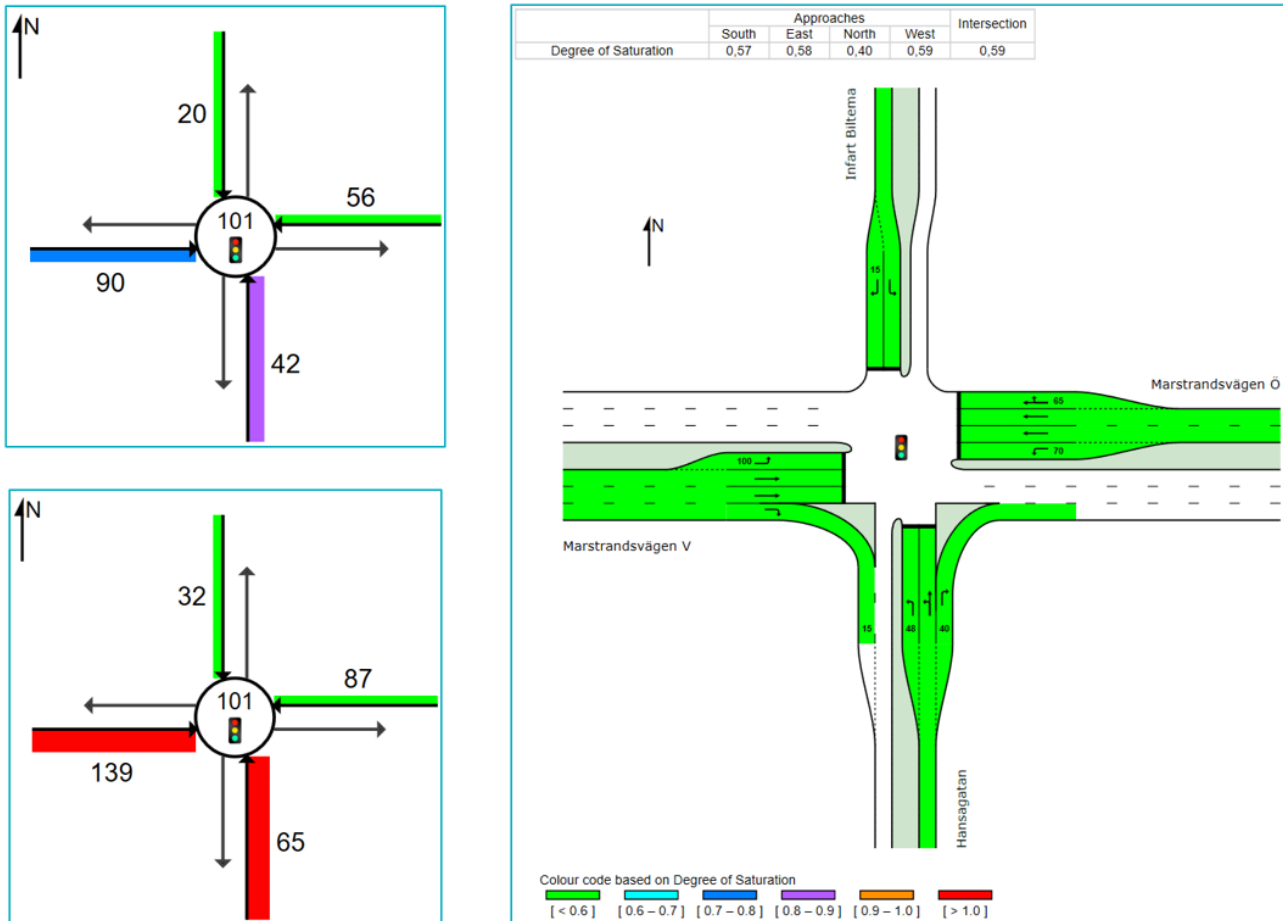 N
20
56
101
90
42
N
32
87
101
139
65
Approaches Intersection
South East North West
Degree of Saturation 0,57 0,58 0,40 0,59 0,59
Infart Biltema
N
15
Marstrandsvägen Ö
65
100
70
Marstrandsvägen V
15 48 40
Hansagatan
Colour code based on Degree of Saturation
[ < 0.6 ] [ 0.6 – 0.7 ] [ 0.7 – 0.8 ] [ 0.8 – 0.9 ] [ 0.9 – 1.0 ] [ > 1.0 ]